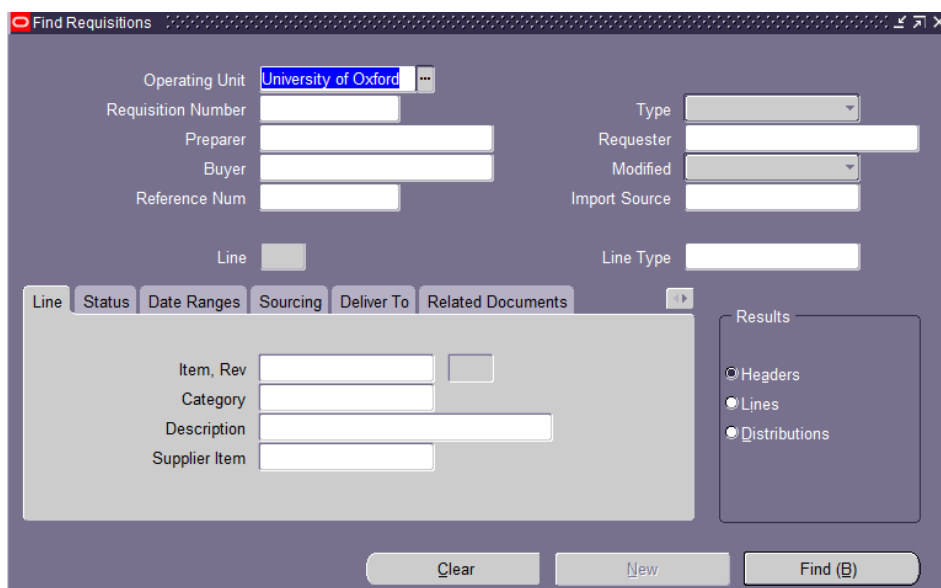 Find Requisitions
Operating Unit University of Oxford ...
Requisition Number Type
Preparer Requester
Buyer Modified
Reference Num Import Source
Line Line Type
Line Status Date Ranges Sourcing Deliver To Related Documents
Results
Item, Rev
Headers
Category
Lines
Description
Distributions
Supplier Item
Clear New Find (B)